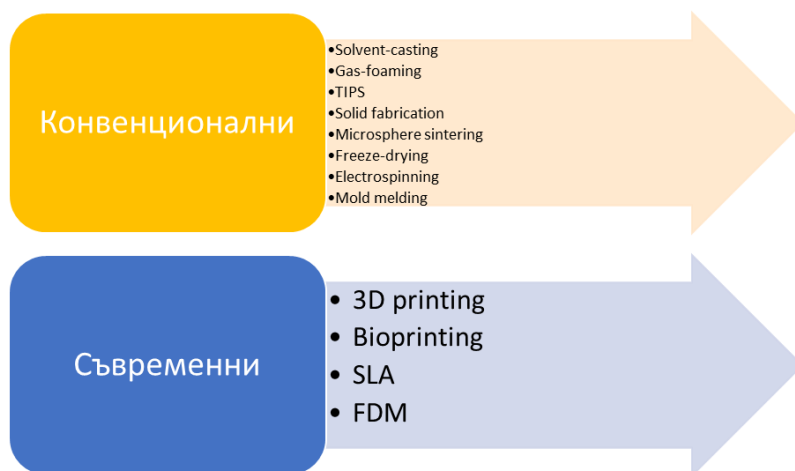 Конвенционални
•Solvent-casting
•Gas-foaming
•TIPS
•Solid fabrication
•Microsphere sintering
•Freeze-drying
•Electrospinning
•Mold melding
Съвременни
• 3D printing
• Bioprinting
• SLA
• FDM